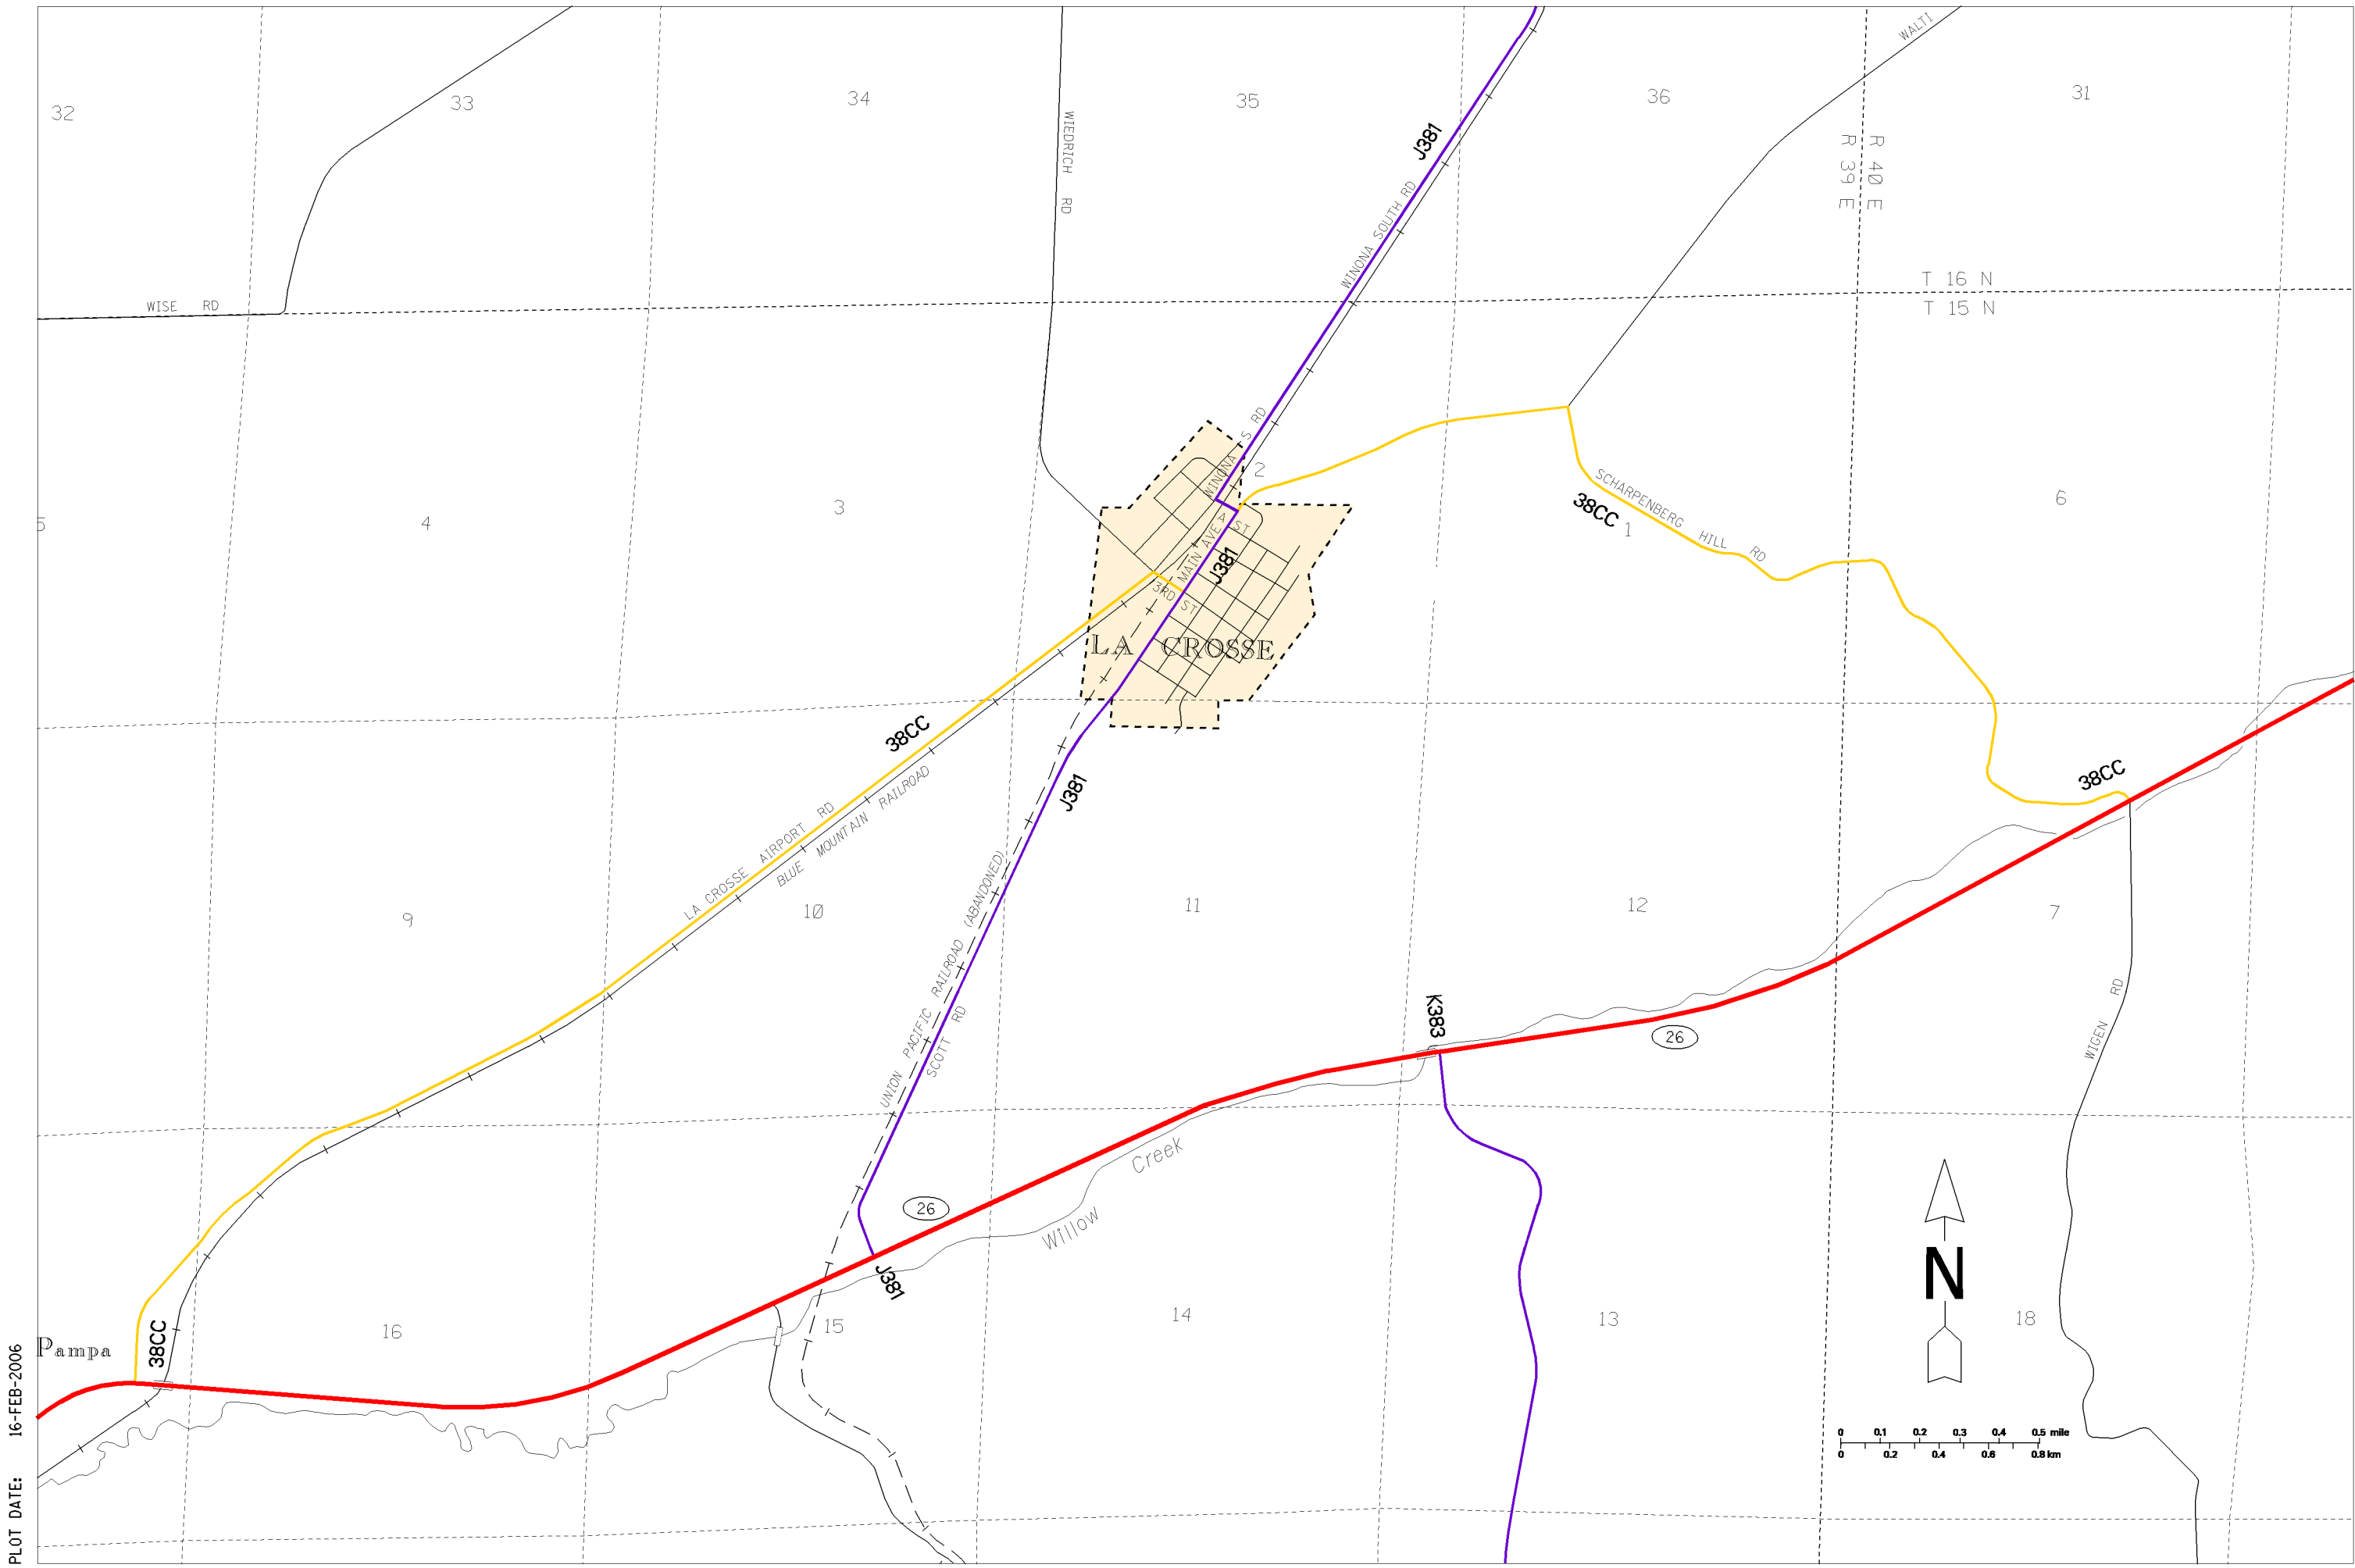 32
33
34
35
36
31
WALTI
WIEDRICH RD
J381
WINONA SOUTH RD
R 39 E
R 40 E
T 16 N
T 15 N
WISE RD
WINONA S RD
2
5
4
3
SCHARPENBERG HILL RD
38CC
1
6
A ST
MAIN AVE
J381
3RD ST
LA CROSSE
38CC
LA CROSSE AIRPORT RD
BLUE MOUNTAIN RAILROAD
J381
38CC
9
10
11
12
7
UNION PACIFIC RAILROAD (ABANDONED)
SCOTT RD
K383
26
WIGEN RD
26
Willow Creek
J381
N
Pampa
38CC
16
15
14
13
18
0 0.1 0.2 0.3 0.4 0.5 mile
0 0.2 0.4 0.6 0.8 km
PLOT DATE: 16-FEB-2006